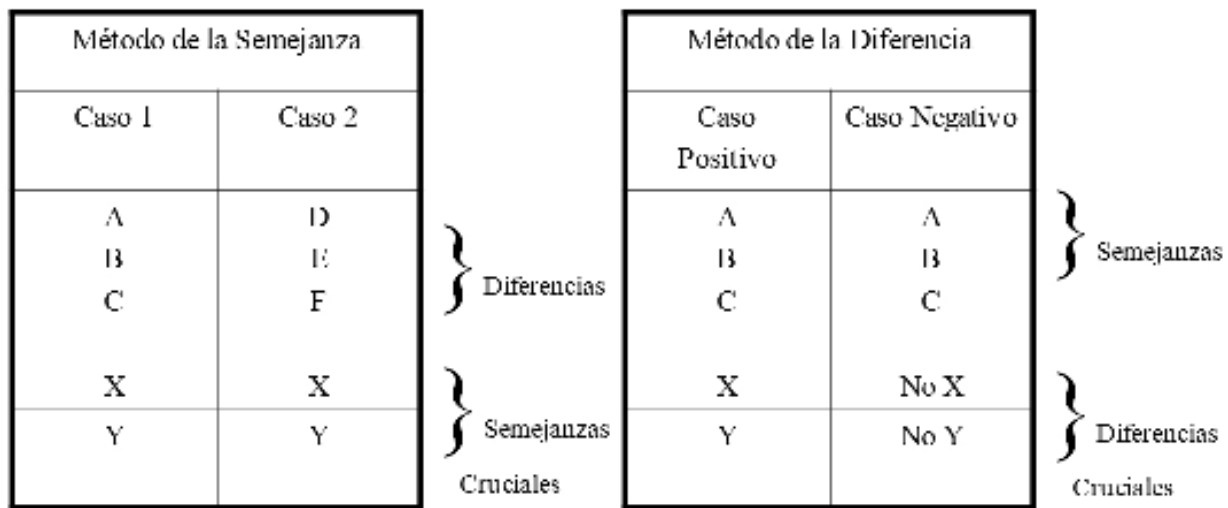 Método de la Semejanza
Caso 1 Caso 2
A D
B E
C F
Diferencias
X X
Y Y
Semejanzas
Cruciales
Método de la Diferencia
Caso Positivo Caso Negativo
A A
B B
C C
Semejanzas
X No X
Y No Y
Diferencias
Cruciales